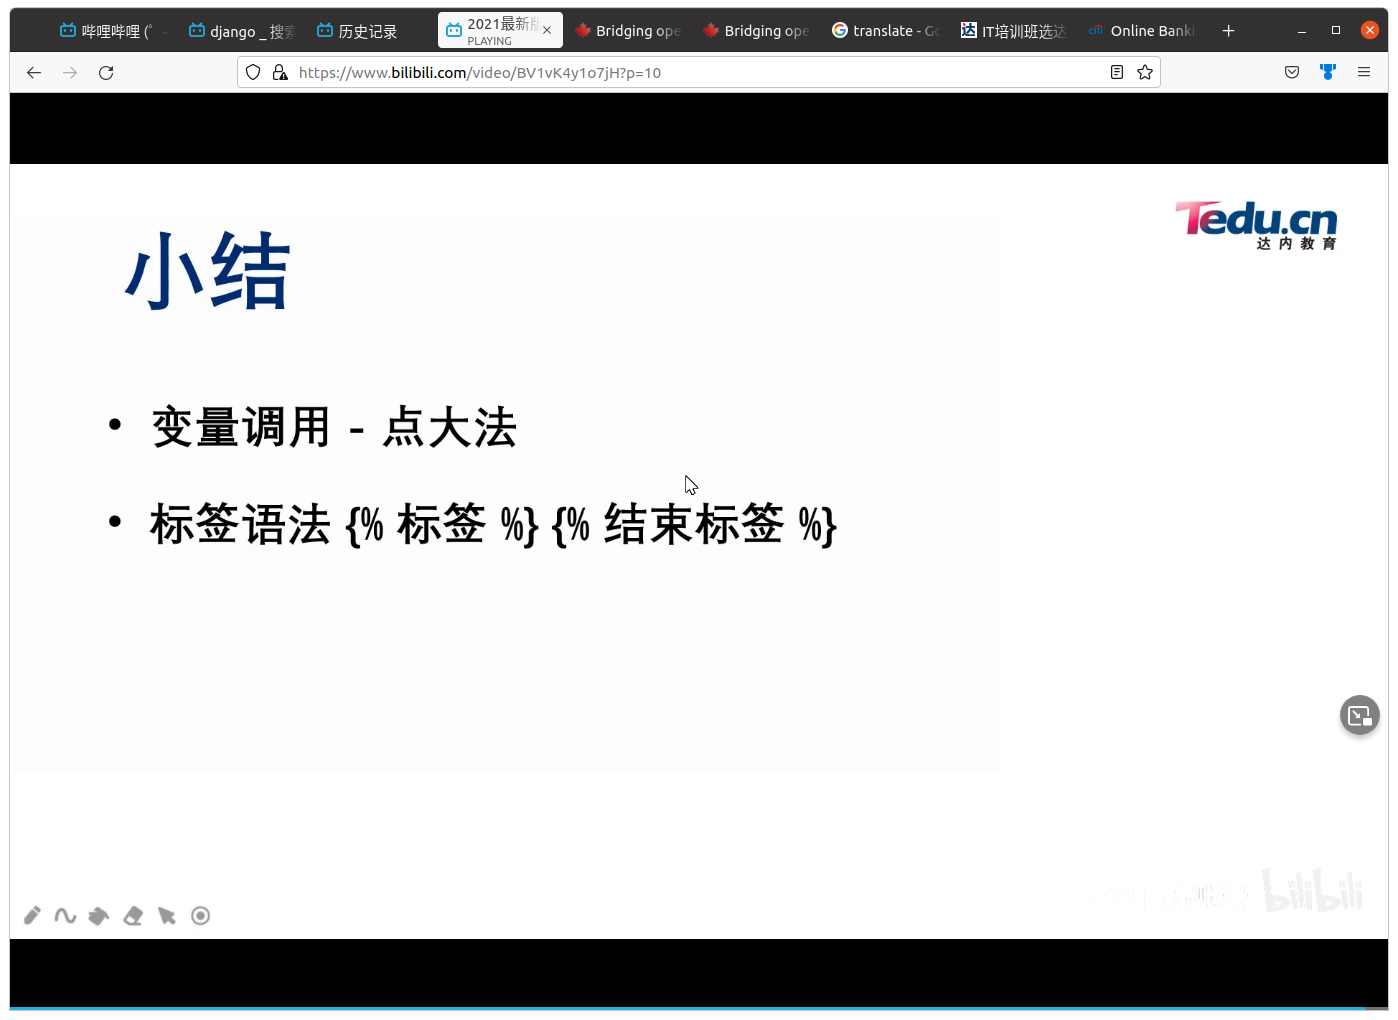 哔哩哔哩 (゜
django _ 搜索
历史记录
2021最新版
PLAYING
Bridging ope
Bridging ope
translate - Go
IT培训班选达
Online Banki
https://www.bilibili.com/video/BV1vK4y1o7jH?p=10
Tedu.cn
达内教育
小结
• 变量调用 - 点大法
• 标签语法 {% 标签 %} {% 结束标签 %}
bilibili